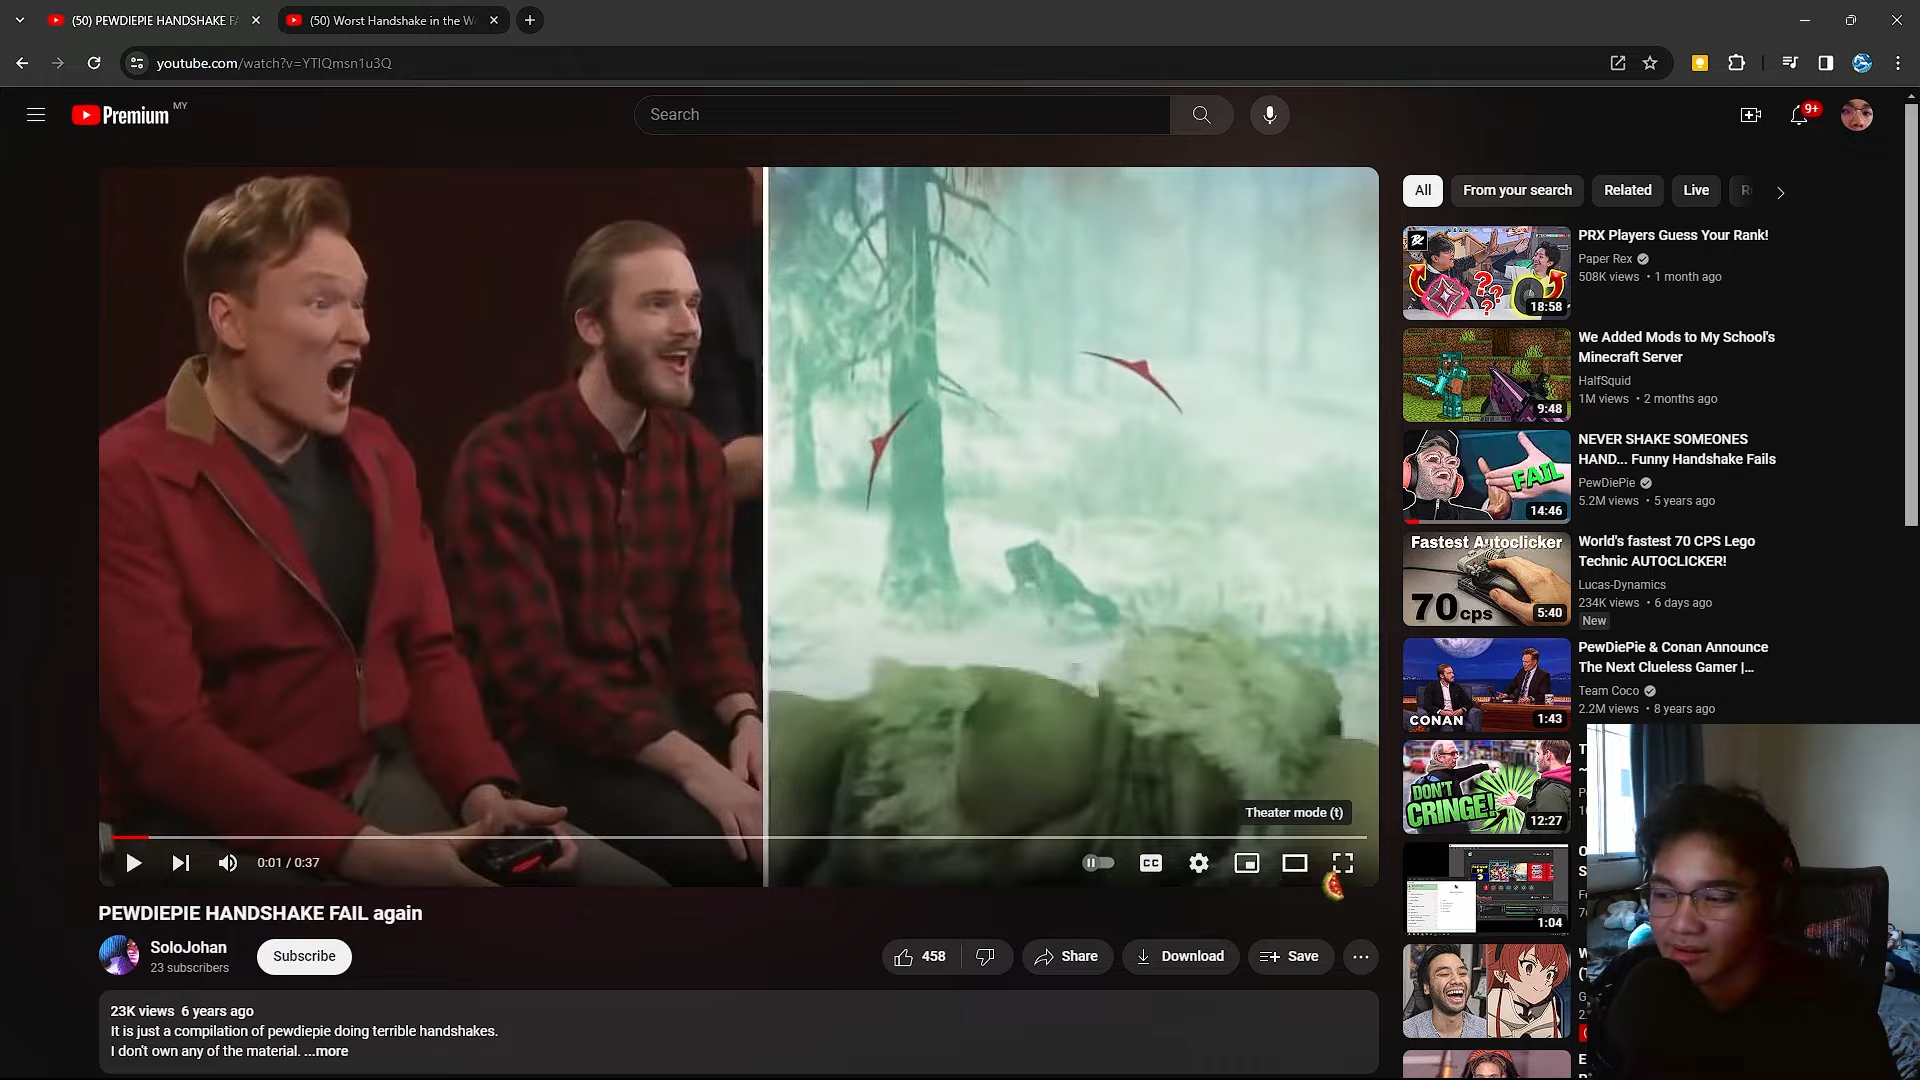 (50) PEWDIEPIE HANDSHAKE FA
(50) Worst Handshake in the Wo
youtube.com/watch?v=YTlQmsn1u3Q
Premium MY
Search
9+
All
From your search
Related
Live
PRX Players Guess Your Rank!
Paper Rex
508K views • 1 month ago
18:58
We Added Mods to My School's
Minecraft Server
HalfSquid
1M views • 2 months ago
9:48
NEVER SHAKE SOMEONES
HAND... Funny Handshake Fails
PewDiePie
5.2M views • 5 years ago
FAIL
14:46
Fastest Autoclicker
70 cps
5:40
World's fastest 70 CPS Lego
Technic AUTOCLICKER!
Lucas-Dynamics
234K views • 6 days ago
New
PewDiePie & Conan Announce
The Next Clueless Gamer |...
Team Coco
2.2M views • 8 years ago
CONAN
1:43
DON'T
CRINGE!
12:27
1:04
Theater mode (t)
0:01 / 0:37
CC
PEWDIEPIE HANDSHAKE FAIL again
SoloJohan
23 subscribers
Subscribe
458
Share
Download
Save
23K views 6 years ago
It is just a compilation of pewdiepie doing terrible handshakes.
I don't own any of the material. ...more